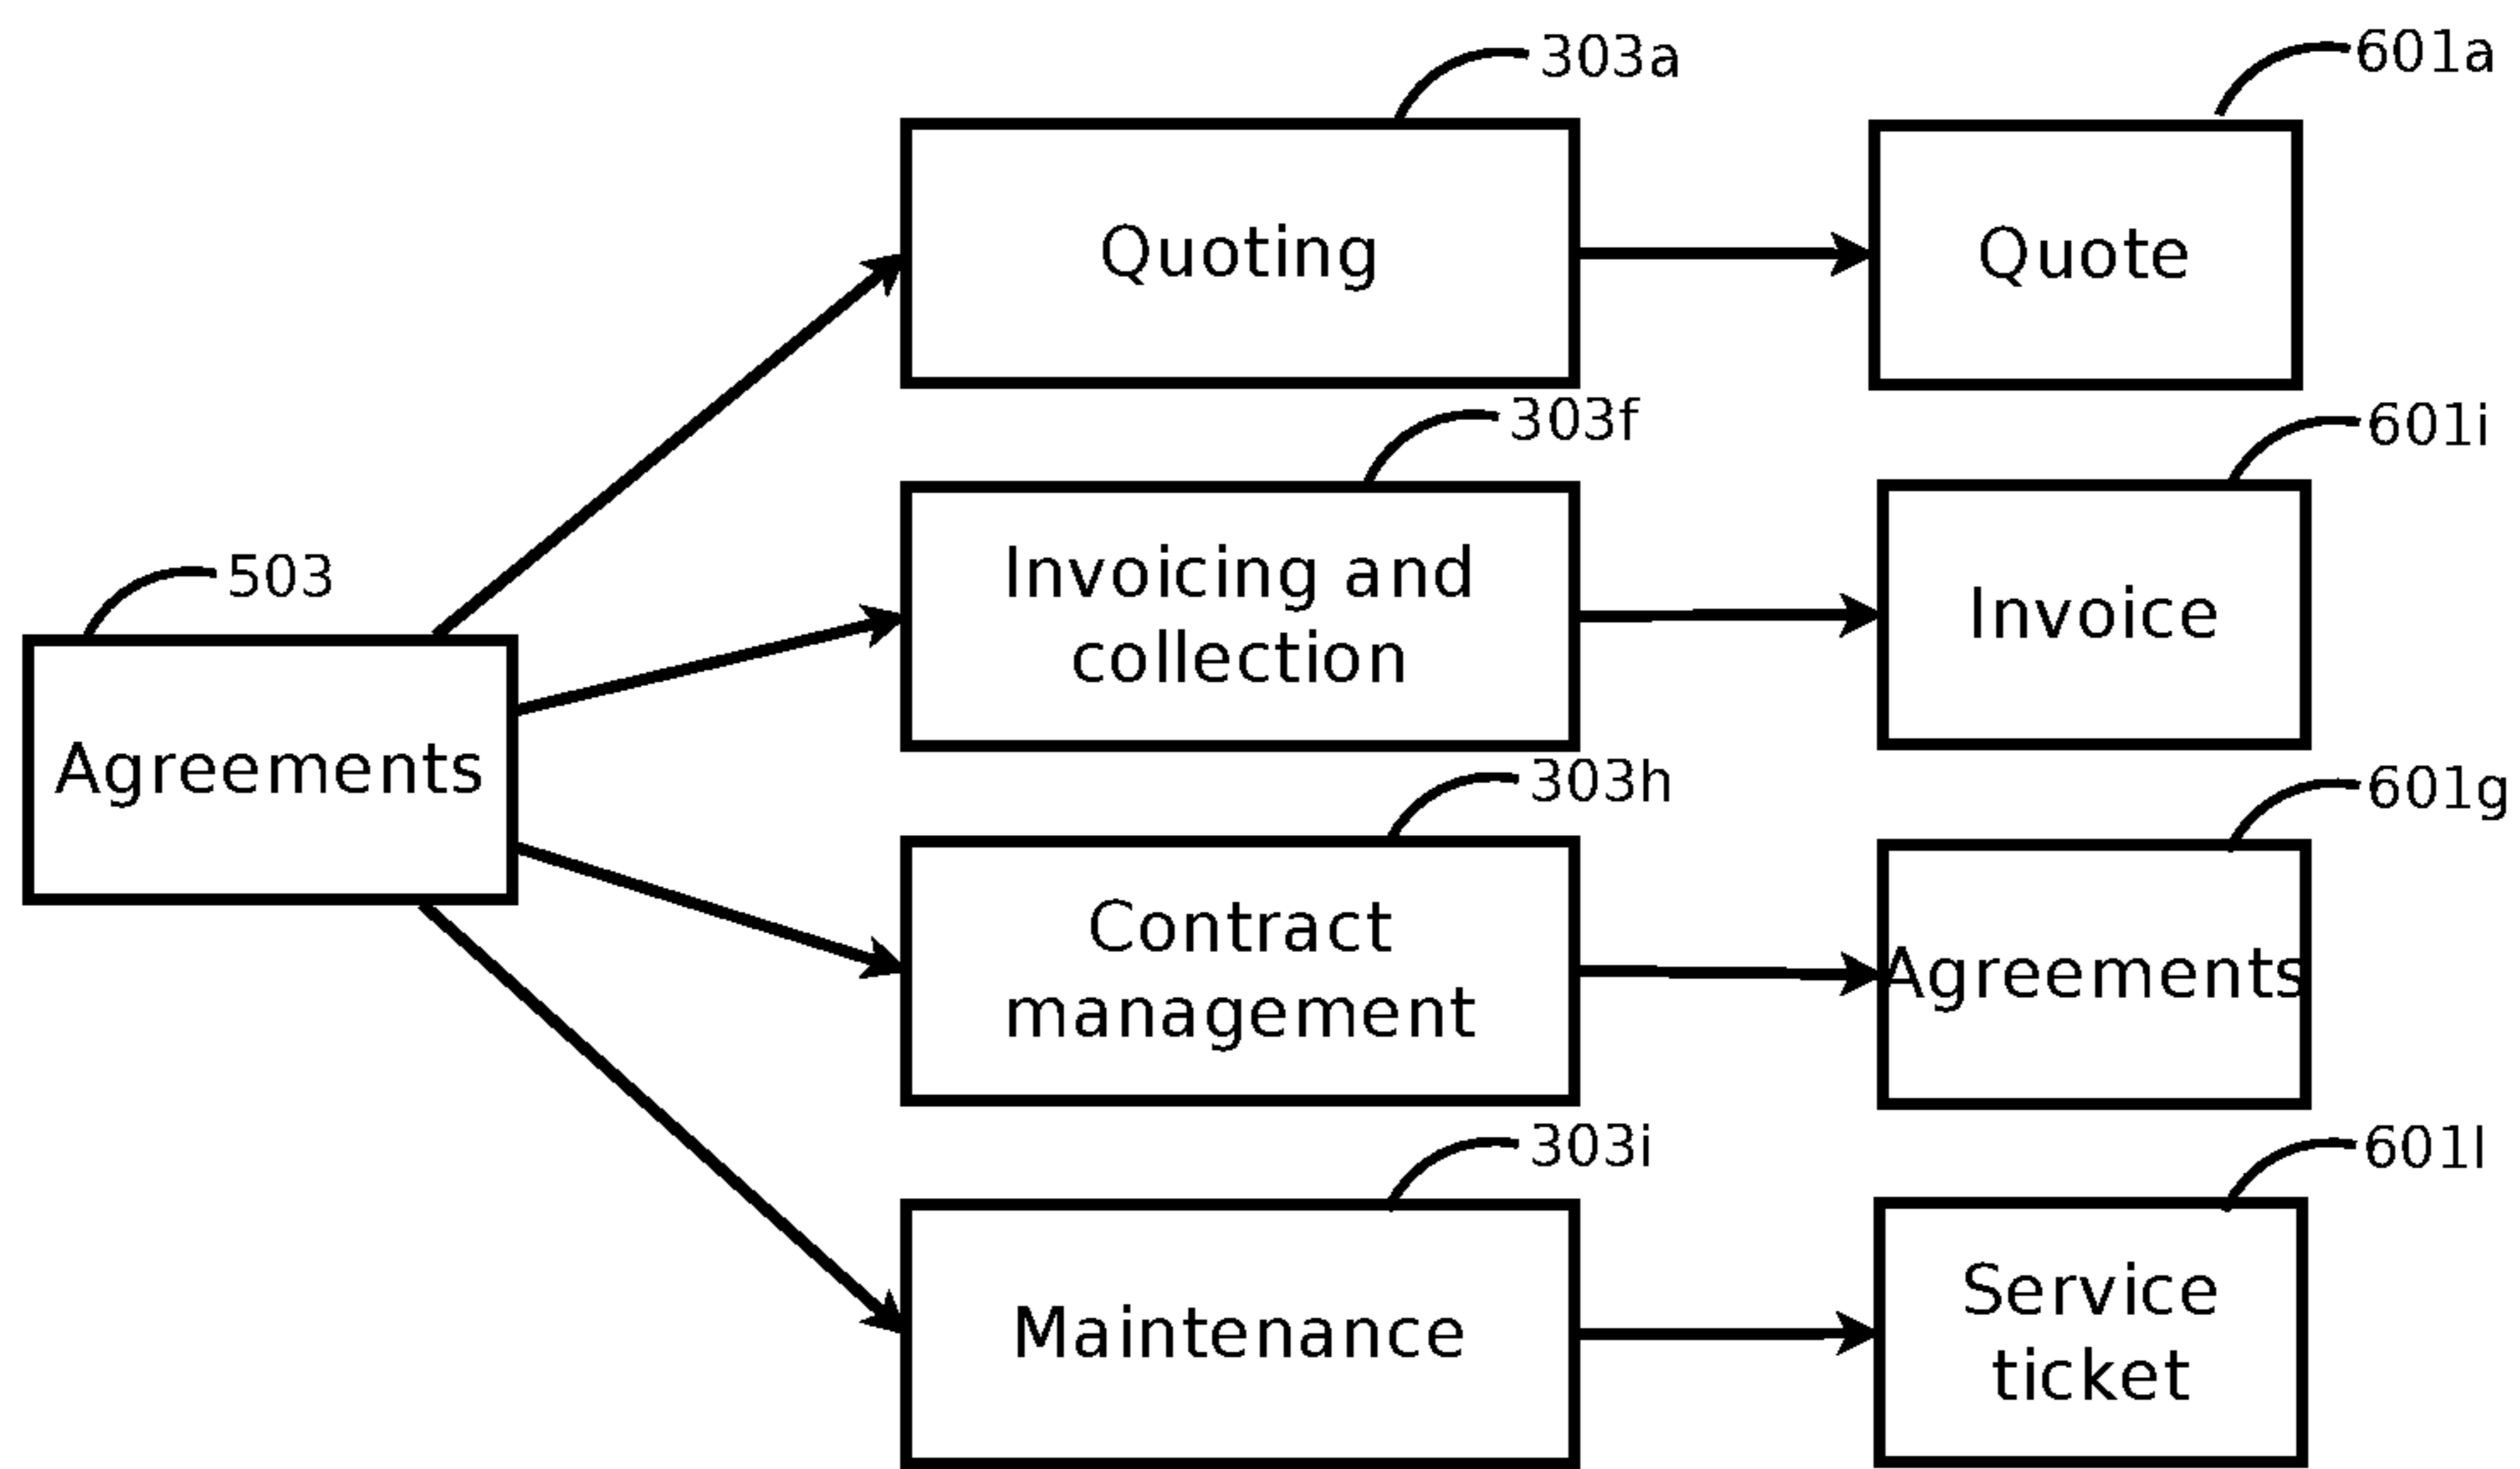 303a
601a
Quoting
Quote
303f
601i
503
Invoicing and
collection
Invoice
Agreements
303h
601g
Contract
management
Agreements
303i
601l
Maintenance
Service
ticket